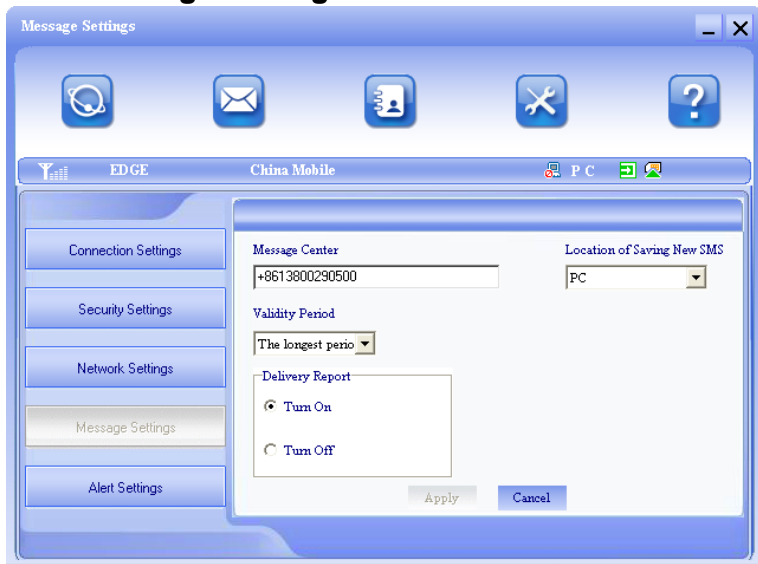 Message Settings
EDGE China Mobile PC
Connection Settings
Security Settings
Network Settings
Message Settings
Alert Settings
Message Center
+8613800290500
Location of Saving New SMS
PC
Validity Period
The longest perio
Delivery Report
Turn On
Turn Off
Apply Cancel